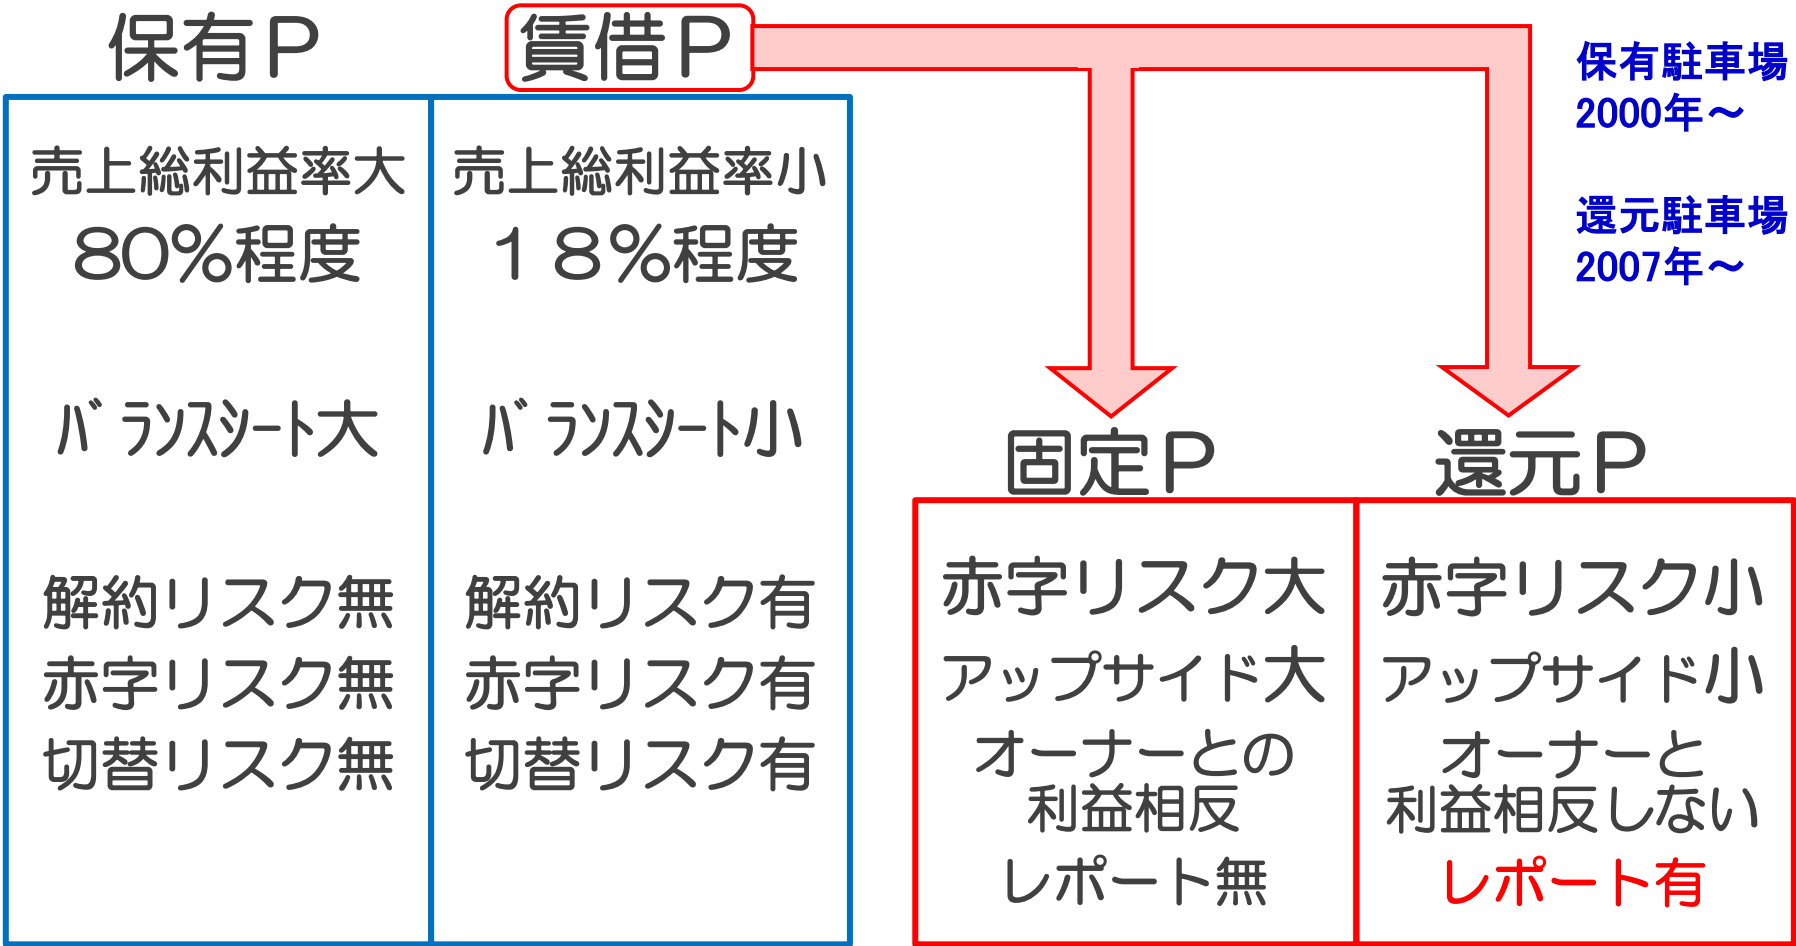 保有Ｐ
売上総利益率大
80%程度
ﾊﾞﾗﾝｽｼｰﾄ大
解約リスク無
赤字リスク無
切替リスク無
賃借Ｐ
売上総利益率小
１８%程度
ﾊﾞﾗﾝｽｼｰﾄ小
解約リスク有
赤字リスク有
切替リスク有
保有駐車場
2000年～
還元駐車場
2007年～
固定Ｐ
赤字リスク大
アップサイド大
オーナーとの
利益相反
レポート無
還元Ｐ
赤字リスク小
アップサイド小
オーナーと
利益相反しない
レポート有